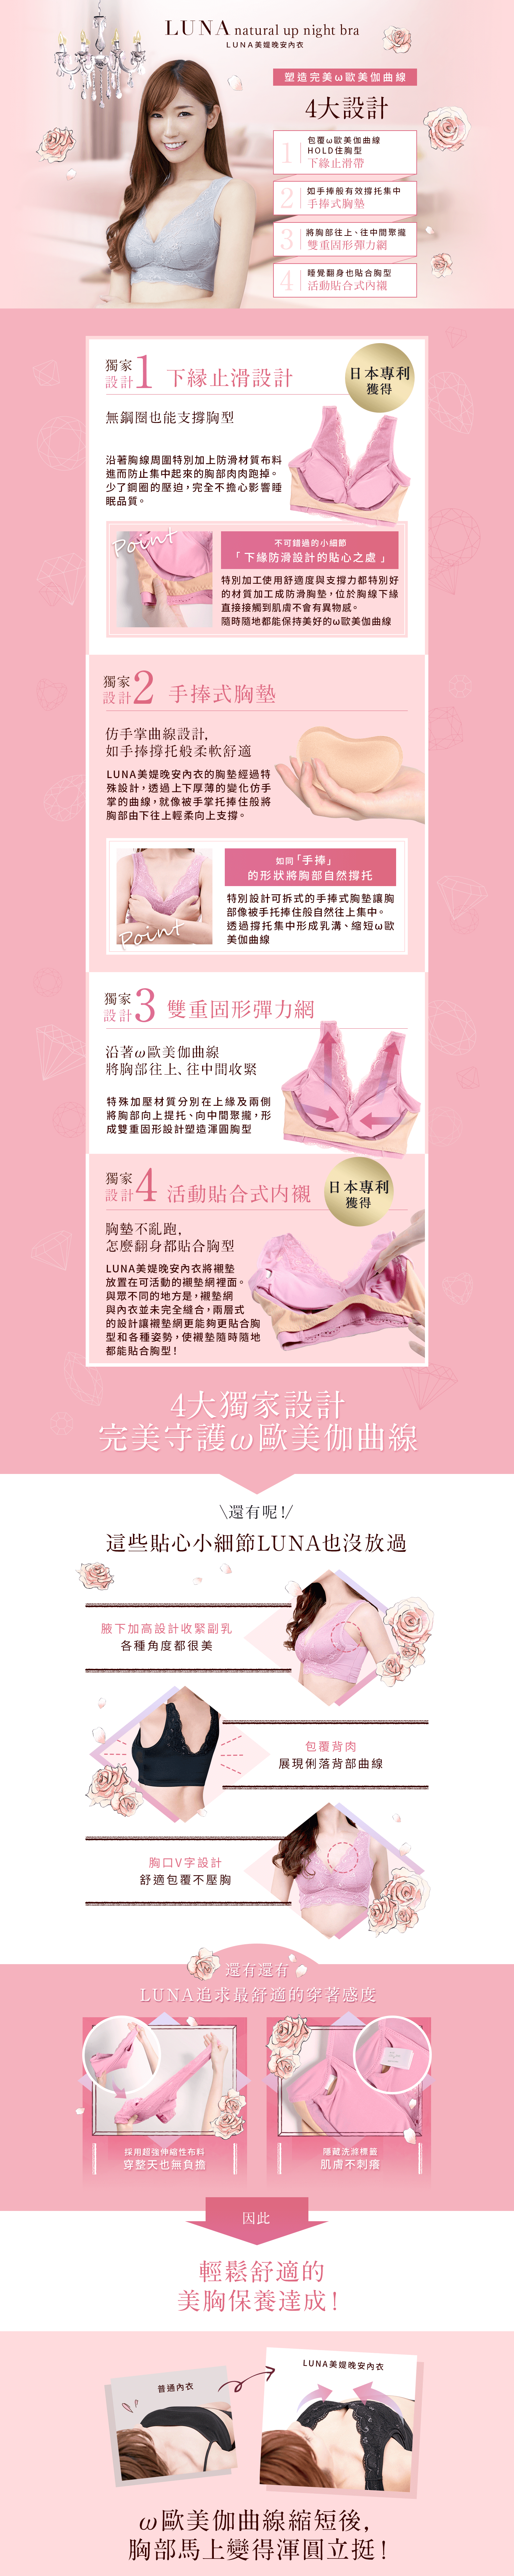 LUNA natural up night bra
LUNA美媞晚安內衣
塑造完美ω歐美伽曲線
4大設計
1
包覆ω歐美伽曲線
HOLD住胸型
下緣止滑帶
2
如手捧般有效撐托集中
手捧式胸墊
3
將胸部往上、往中間聚攏
雙重固形彈力網
4
睡覺翻身也貼合胸型
活動貼合式內襯
獨家
設計1 下緣止滑設計
日本專利
獲得
無鋼圈也能支撐胸型
沿著胸線周圍特別加上防滑材質布料
進而防止集中起來的胸部肉肉跑掉。
少了鋼圈的壓迫,完全不擔心影響睡
眠品質。
Point
不可錯過的小細節
「 下緣防滑設計的貼心之處 」
特別加工使用舒適度與支撐力都特別好
的材質加工成防滑胸墊,位於胸線下緣
直接接觸到肌膚不會有異物感。
隨時隨地都能保持美好的ω歐美伽曲線
獨家
設計2 手捧式胸墊
仿手掌曲線設計,
如手捧撐托般柔軟舒適
LUNA美媞晚安內衣的胸墊經過特
殊設計,透過上下厚薄的變化仿手
掌的曲線,就像被手掌托捧住般將
胸部由下往上輕柔向上支撐。
Point
如同「手捧」
的形狀將胸部自然撐托
特別設計可拆式的手捧式胸墊讓胸
部像被手托捧住般自然往上集中。
透過撐托集中形成乳溝、縮短ω歐
美伽曲線
獨家
設計3 雙重固形彈力網
沿著ω歐美伽曲線
將胸部往上、往中間收緊
特殊加壓材質分別在上緣及兩側
將胸部向上提托、向中間聚攏,形
成雙重固形設計塑造渾圓胸型
獨家
設計4 活動貼合式内襯
日本專利
獲得
胸墊不亂跑,
怎麼翻身都貼合胸型
LUNA美媞晚安內衣將襯墊
放置在可活動的襯墊網裡面。
與眾不同的地方是,襯墊網
與內衣並未完全縫合,兩層式
的設計讓襯墊網更能夠更貼合胸
型和各種姿勢,使襯墊隨時隨地
都能貼合胸型!
4大獨家設計
完美守護ω歐美伽曲線
\還有呢!/
這些貼心小細節LUNA也沒放過
腋下加高設計收緊副乳
各種角度都很美
包覆背肉
展現俐落背部曲線
胸口V字設計
舒適包覆不壓胸
還有還有
LUNA追求最舒適的穿著感度
採用超強伸縮性布料
穿整天也無負擔
隱藏洗滌標籤
肌膚不刺癢
因此
輕鬆舒適的
美胸保養達成!
普通內衣
LUNA美媞晚安內衣
ω歐美伽曲線縮短後,
胸部馬上變得渾圓立挺!